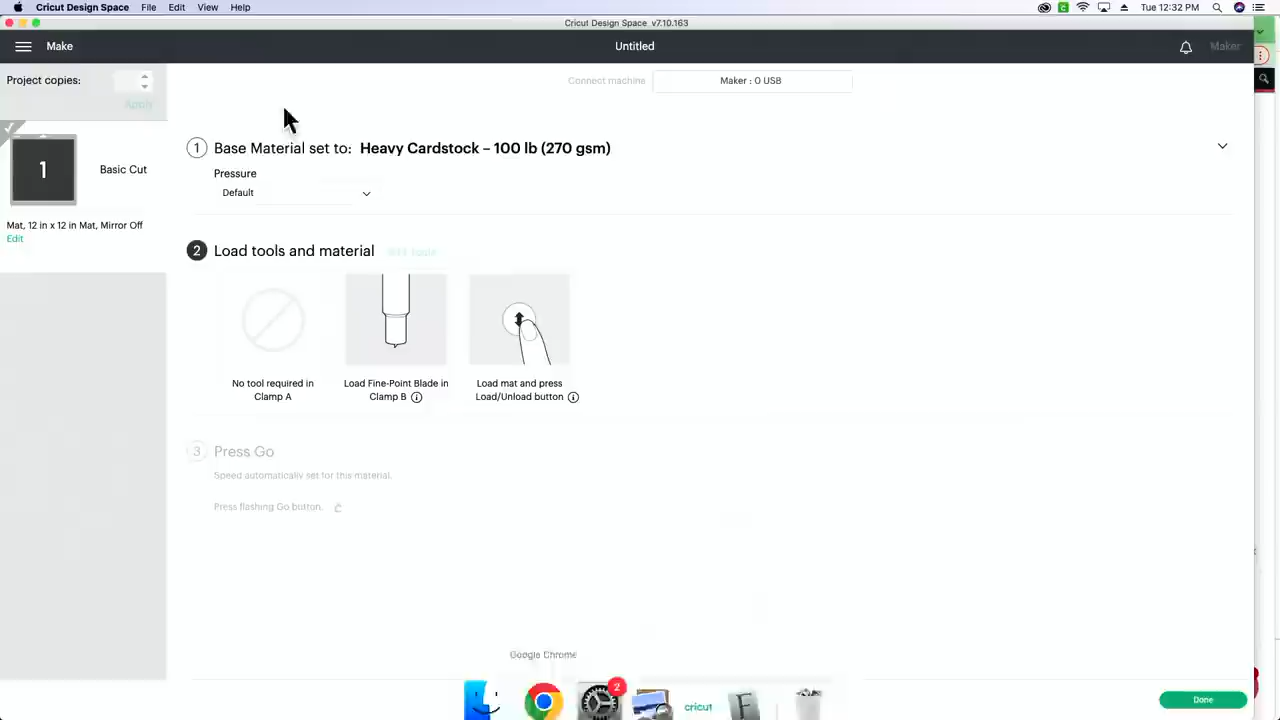 Cricut Design Space File Edit View Help Tue 12:32 PM
Cricut Design Space v7.10.163
Make Untitled Maker
Project copies:
Apply
Connect machine Maker : 0 USB
1 Base Material set to: Heavy Cardstock – 100 lb (270 gsm)
Pressure
Default
1 Basic Cut
Mat, 12 in x 12 in Mat, Mirror Off
Edit
2 Load tools and material Edit Tools
No tool required in
Clamp A
Load Fine-Point Blade in
Clamp B
Load mat and press
Load/Unload button
3 Press Go
Speed automatically set for this material.
Press flashing Go button.
Google Chrome
2
cricut
F
Done